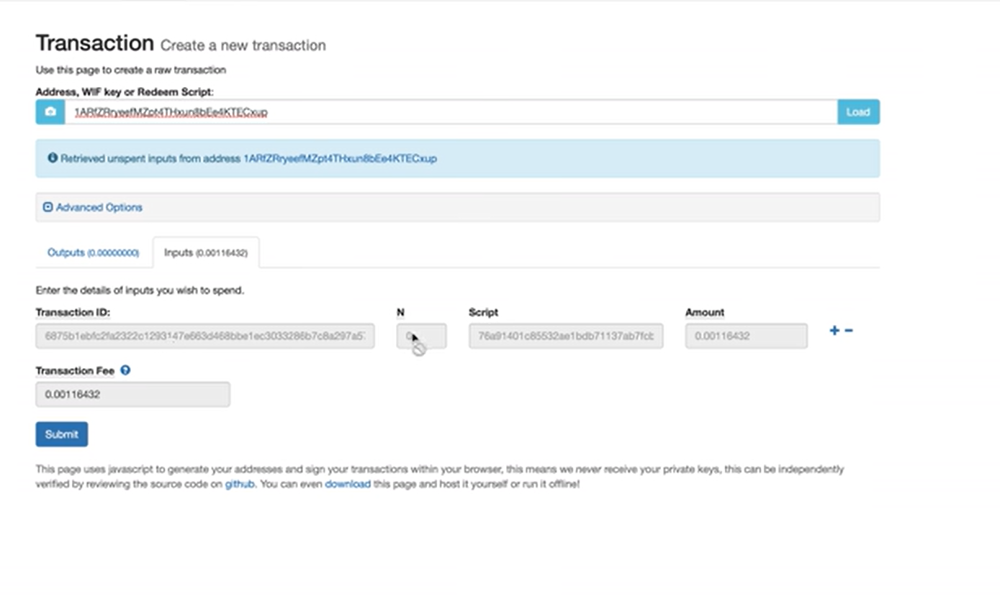 Transaction Create a new transaction
Use this page to create a raw transaction
Address, WIF key or Redeem Script:
1ARfZRryeefMZpt4THxun8bEe4KTECxup Load
Retrieved unspent inputs from address 1ARfZRryeefMZpt4THxun8bEe4KTECxup
Advanced Options
Outputs (0.00000000) Inputs (0.00116432)
Enter the details of inputs you wish to spend.
Transaction ID: N Script Amount
6875b1ebfc2fa2322c1293147e663d468bbe1ec3033286b7c8a297a5 76a91401c85532ae1bdb71137ab7fcb 0.00116432 + −
Transaction Fee ?
0.00116432
Submit
This page uses javascript to generate your addresses and sign your transactions within your browser, this means we never receive your private keys, this can be independently
verified by reviewing the source code on github. You can even download this page and host it yourself or run it offline!